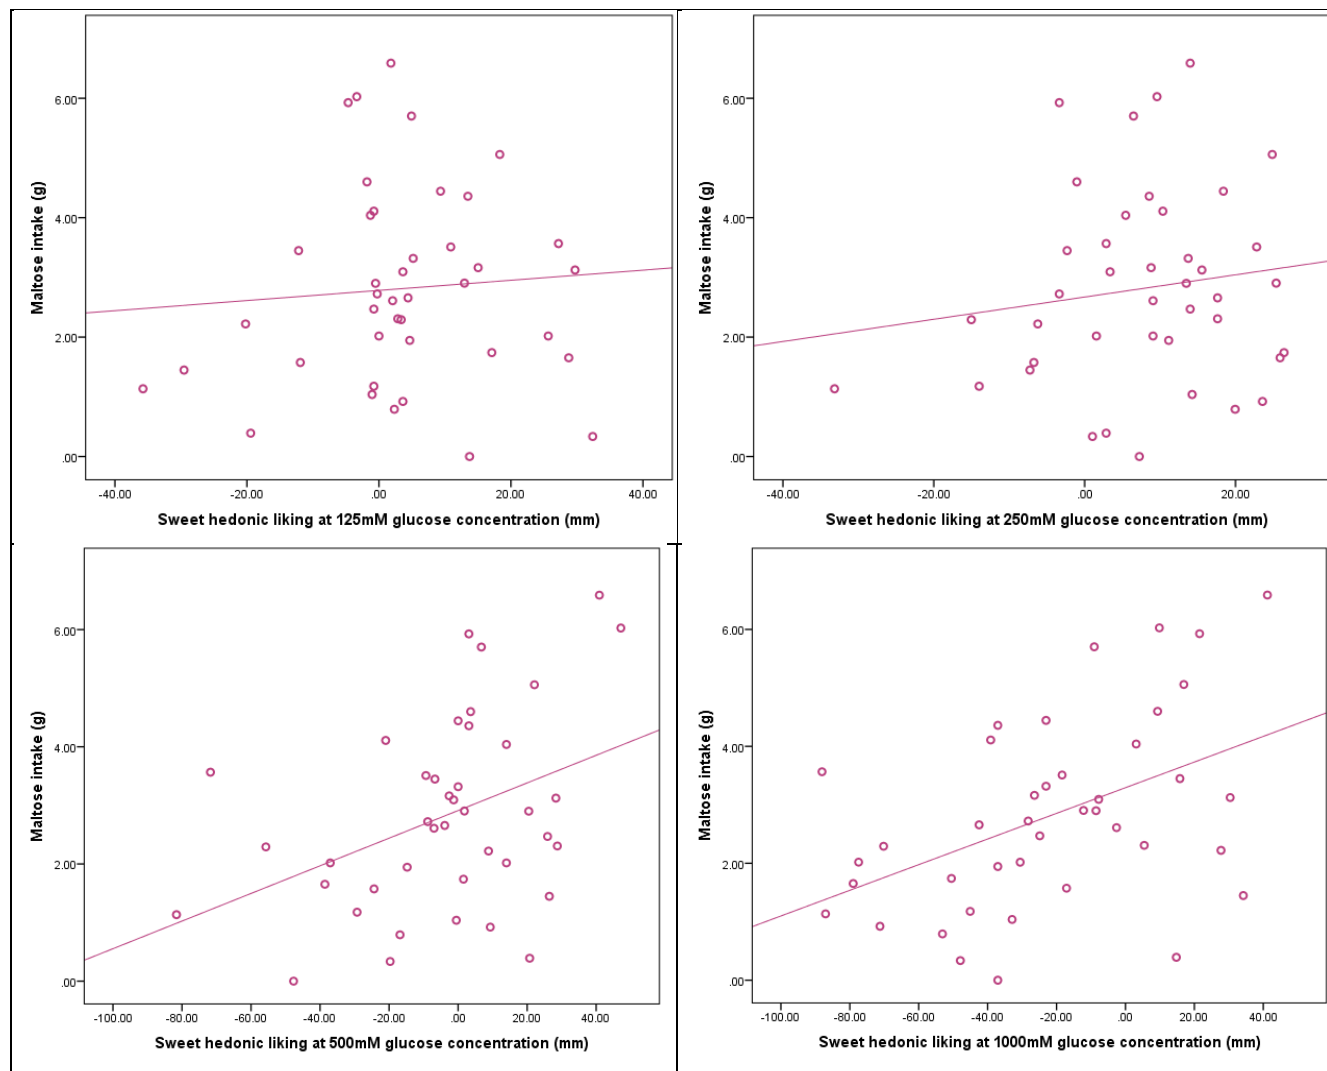 Maltose intake (g)
6.00
4.00
2.00
.00
-40.00 -20.00 .00 20.00 40.00
Sweet hedonic liking at 125mM glucose concentration (mm)
Maltose intake (g)
6.00
4.00
2.00
.00
-40.00 -20.00 .00 20.00
Sweet hedonic liking at 250mM glucose concentration (mm)
Maltose intake (g)
6.00
4.00
2.00
.00
-100.00 -80.00 -60.00 -40.00 -20.00 .00 20.00 40.00
Sweet hedonic liking at 500mM glucose concentration (mm)
Maltose intake (g)
6.00
4.00
2.00
.00
-100.00 -80.00 -60.00 -40.00 -20.00 .00 20.00 40.00
Sweet hedonic liking at 1000mM glucose concentration (mm)